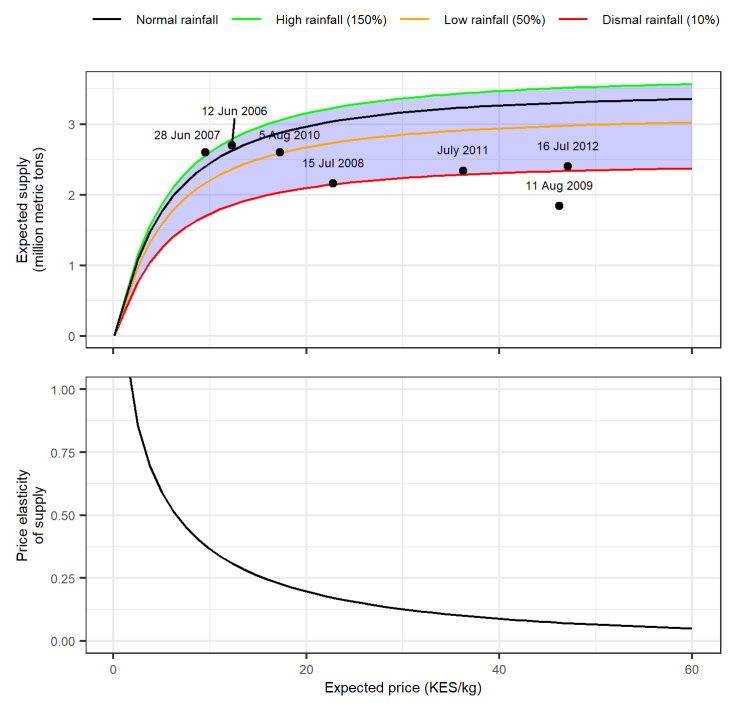 Normal rainfall High rainfall (150%) Low rainfall (50%) Dismal rainfall (10%)
Expected supply
(million metric tons)
3
2
1
0
12 Jun 2006
28 Jun 2007
5 Aug 2010
15 Jul 2008
July 2011
16 Jul 2012
11 Aug 2009
Price elasticity
of supply
1.00
0.75
0.50
0.25
0.00
0 20 40 60
Expected price (KES/kg)